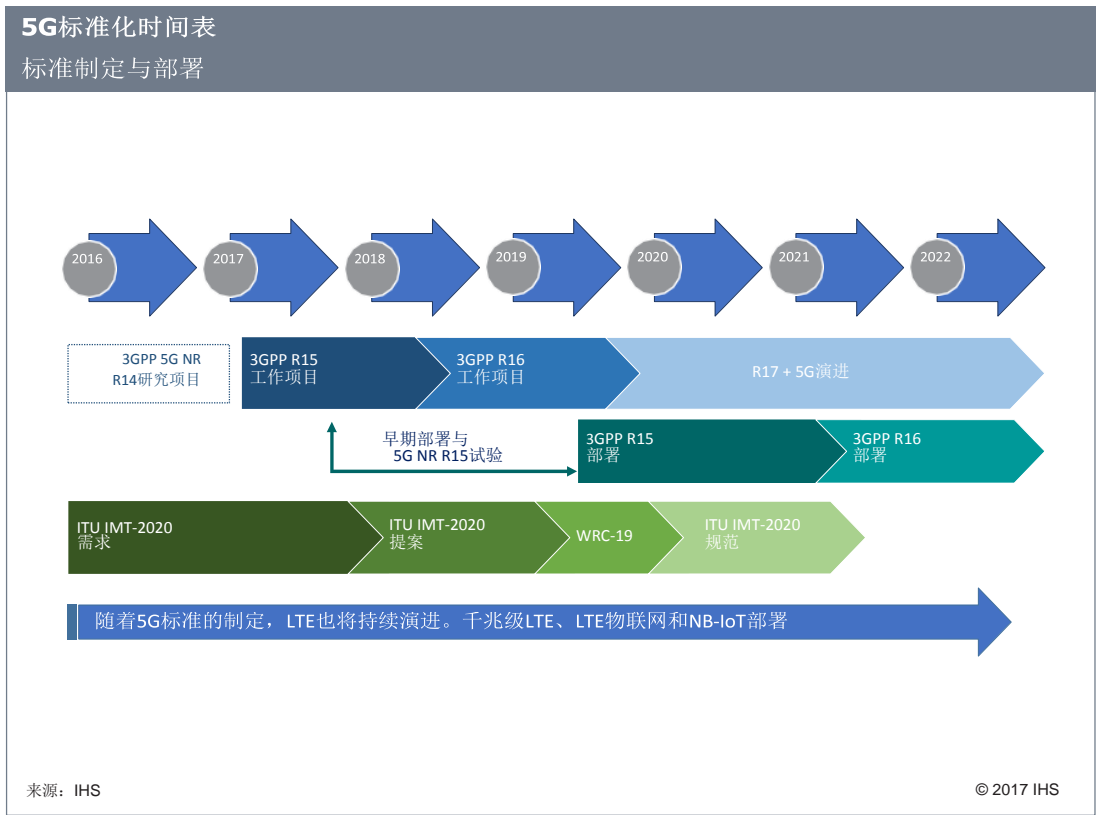 5G标准化时间表
标准制定与部署
2016
2017
2018
2019
2020
2021
2022
3GPP 5G NR
R14研究项目
3GPP R15
工作项目
3GPP R16
工作项目
R17 + 5G演进
早期部署与
5G NR R15试验
3GPP R15
部署
3GPP R16
部署
ITU IMT-2020
需求
ITU IMT-2020
提案
WRC-19
ITU IMT-2020
规范
随着5G标准的制定，LTE也将持续演进。千兆级LTE、LTE物联网和NB-IoT部署
来源：IHS
© 2017 IHS